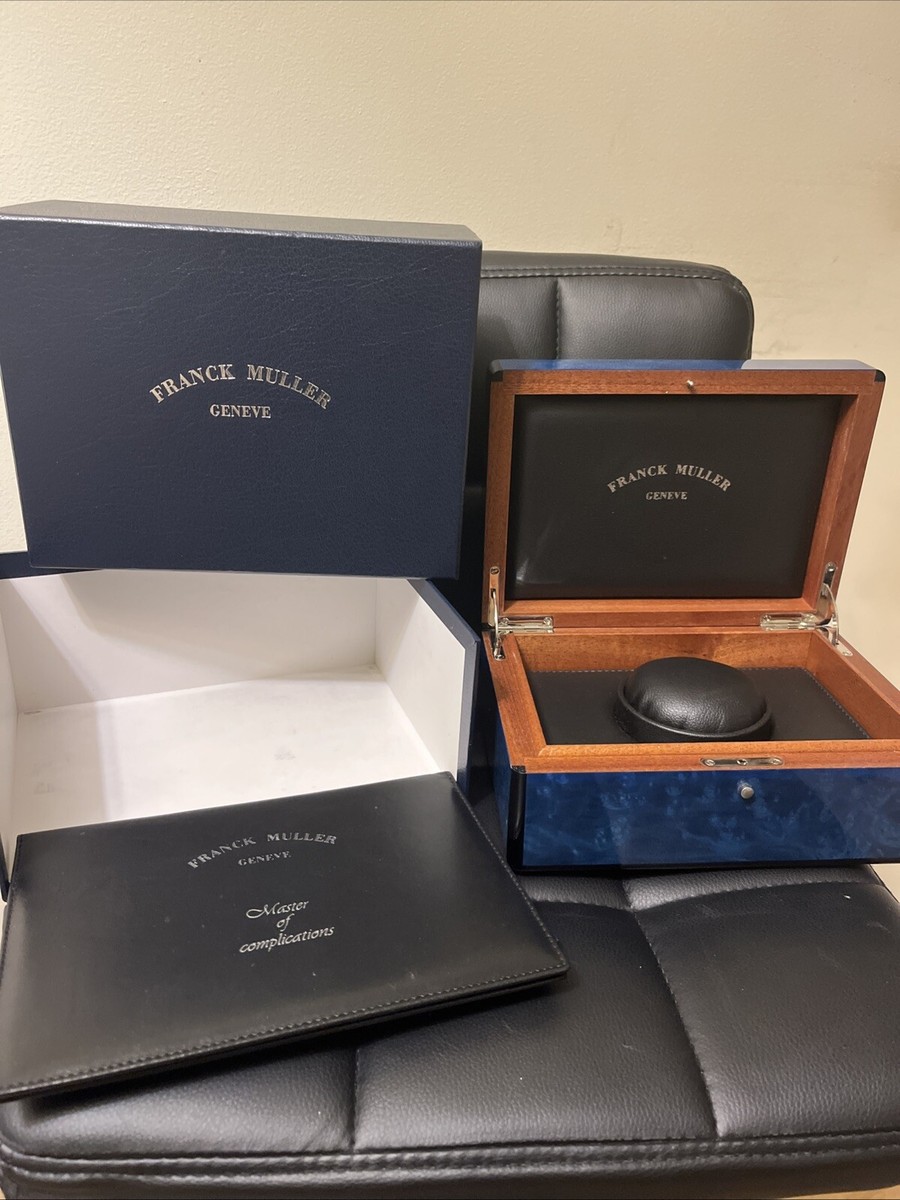 FRANCK MULLER
GENEVE
FRANCK MULLER
GENEVE
FRANCK MULLER
GENEVE
Master
of
complications